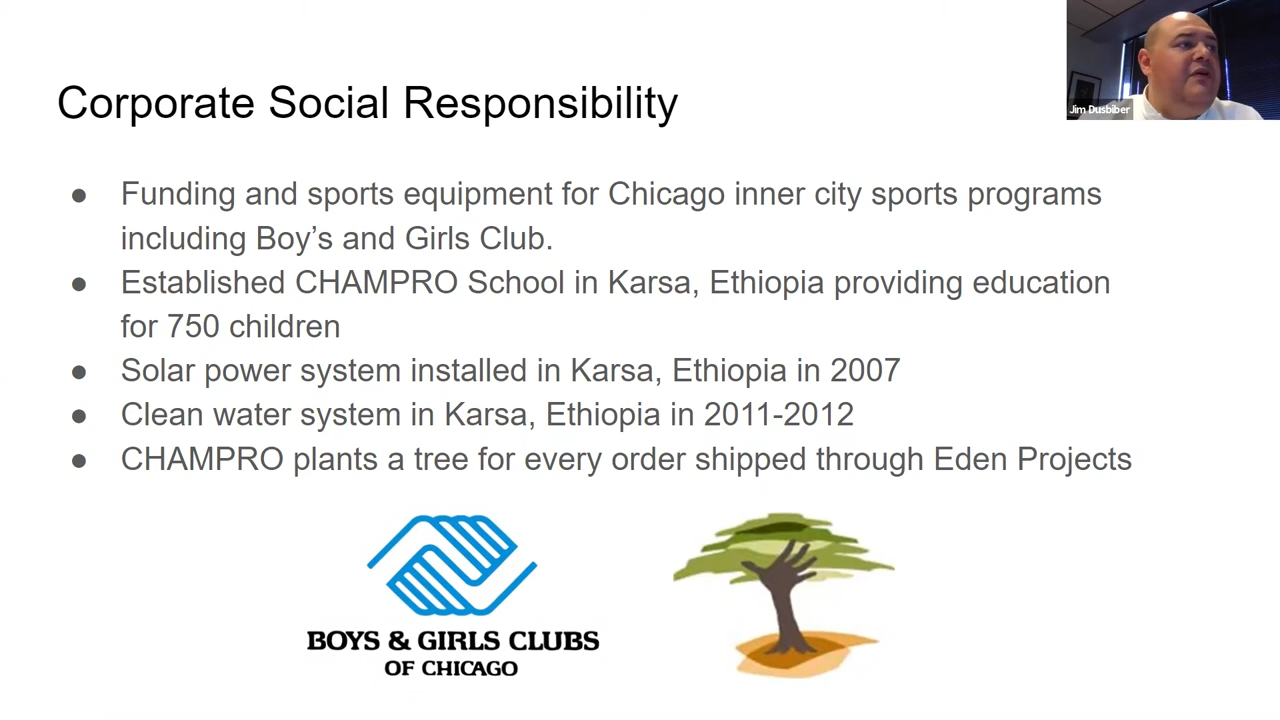 Corporate Social Responsibility
Jim Dusbiber
● Funding and sports equipment for Chicago inner city sports programs
including Boy’s and Girls Club.
● Established CHAMPRO School in Karsa, Ethiopia providing education
for 750 children
● Solar power system installed in Karsa, Ethiopia in 2007
● Clean water system in Karsa, Ethiopia in 2011-2012
● CHAMPRO plants a tree for every order shipped through Eden Projects
BOYS & GIRLS CLUBS
OF CHICAGO